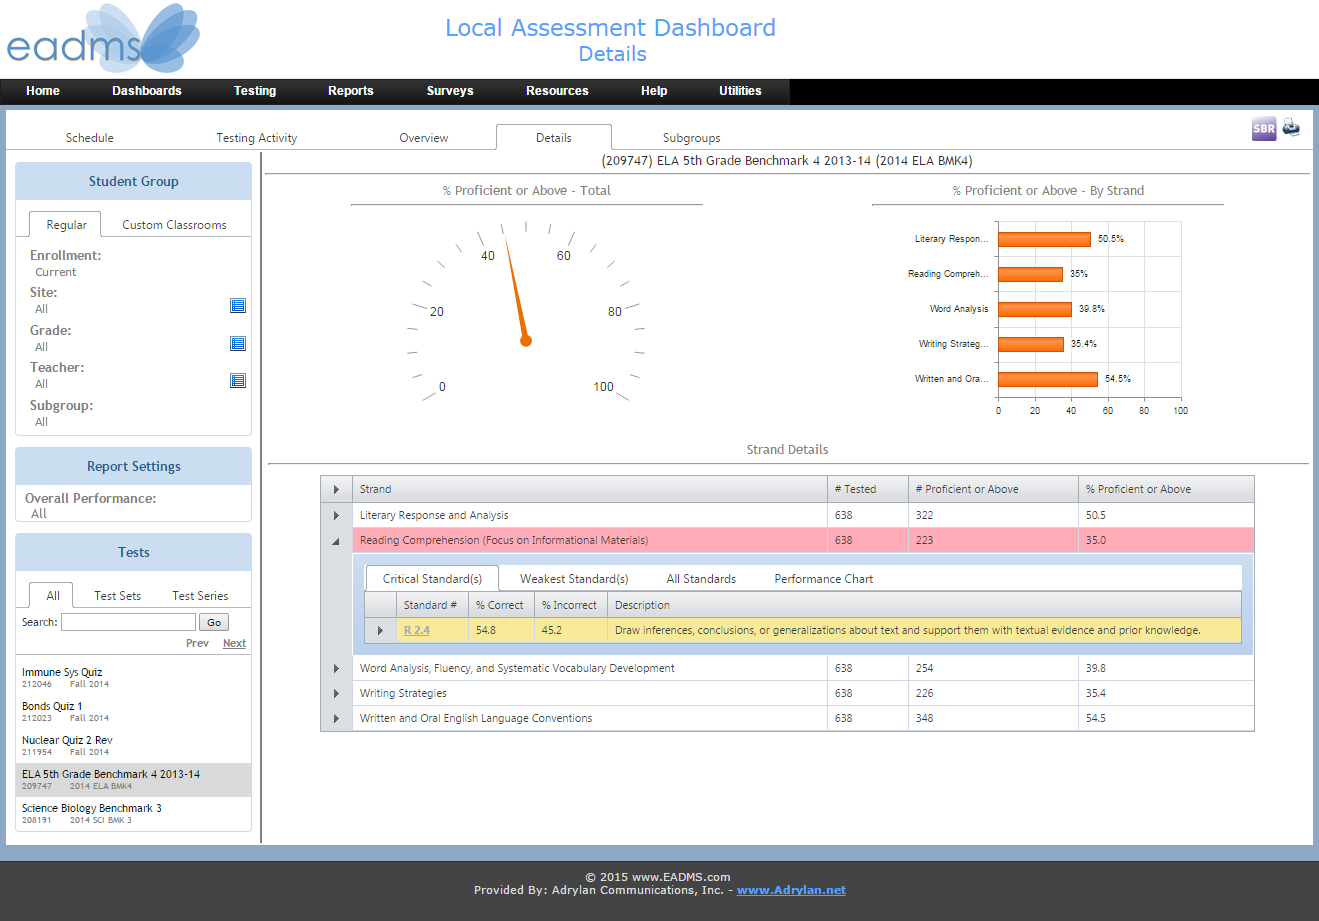 eadms
Local Assessment Dashboard
Details
Home Dashboards Testing Reports Surveys Resources Help Utilities
Schedule Testing Activity Overview Details Subgroups
SBR
(209747) ELA 5th Grade Benchmark 4 2013-14 (2014 ELA BMK4)
Student Group
Regular Custom Classrooms
Enrollment:
Current
Site:
All
Grade:
All
Teacher:
All
Subgroup:
All
Report Settings
Overall Performance:
All
Tests
All Test Sets Test Series
Search: Go
Prev Next
Immune Sys Quiz
212046 Fall 2014
Bonds Quiz 1
212023 Fall 2014
Nuclear Quiz 2 Rev
211954 Fall 2014
ELA 5th Grade Benchmark 4 2013-14
209747 2014 ELA BMK4
Science Biology Benchmark 3
208191 2014 SCI BMK 3
% Proficient or Above - Total
40 60
20 80
0 100
% Proficient or Above - By Strand
Literary Respon... 50.5%
Reading Compreh... 35%
Word Analysis 39.8%
Writing Strateg... 35.4%
Written and Ora... 54.5%
0 20 40 60 80 100
Strand Details
Strand # Tested # Proficient or Above % Proficient or Above
Literary Response and Analysis 638 322 50.5
Reading Comprehension (Focus on Informational Materials) 638 223 35.0
Critical Standard(s) Weakest Standard(s) All Standards Performance Chart
Standard # % Correct % Incorrect Description
R 2.4 54.8 45.2 Draw inferences, conclusions, or generalizations about text and support them with textual evidence and prior knowledge.
Word Analysis, Fluency, and Systematic Vocabulary Development 638 254 39.8
Writing Strategies 638 226 35.4
Written and Oral English Language Conventions 638 348 54.5
© 2015 www.EADMS.com
Provided By: Adrylan Communications, Inc. - www.Adrylan.net